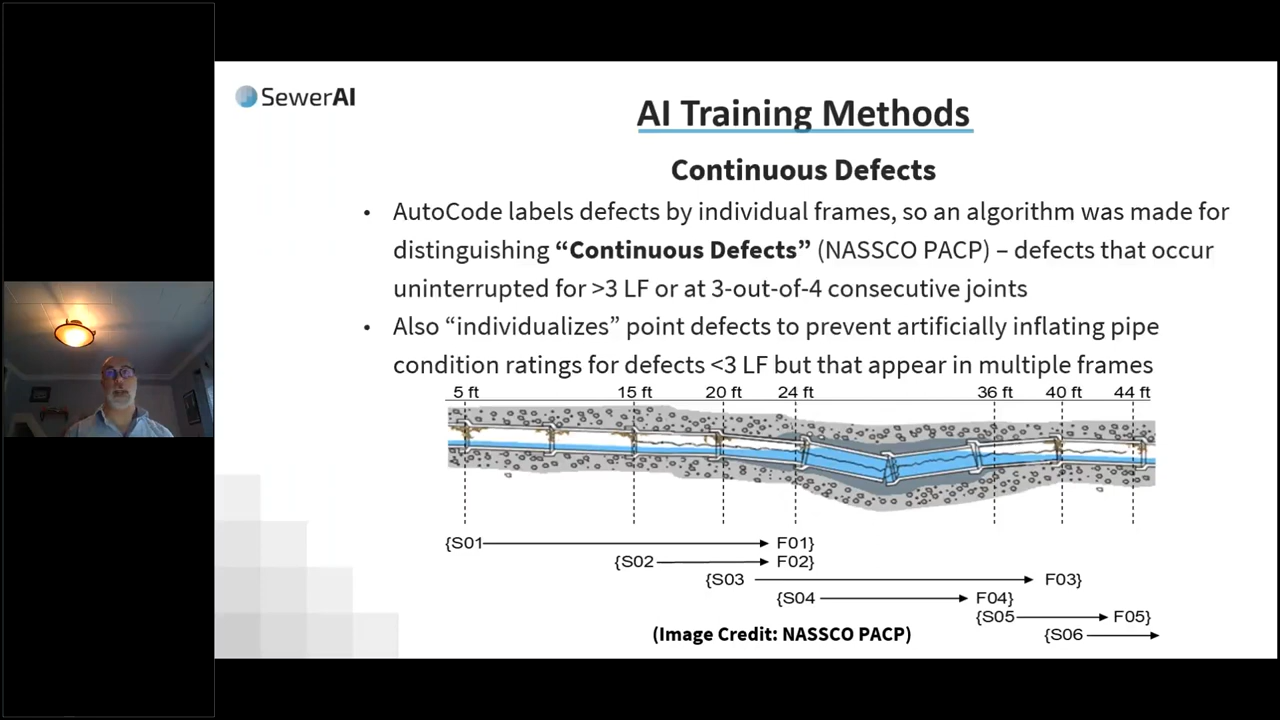 SewerAI
AI Training Methods
Continuous Defects
• AutoCode labels defects by individual frames, so an algorithm was made for
distinguishing “Continuous Defects” (NASSCO PACP) – defects that occur
uninterrupted for >3 LF or at 3-out-of-4 consecutive joints
• Also “individualizes” point defects to prevent artificially inflating pipe
condition ratings for defects <3 LF but that appear in multiple frames
5 ft 15 ft 20 ft 24 ft 36 ft 40 ft 44 ft
{S01 F01}
{S02 F02}
{S03 F03}
{S04 F04}
{S05 F05}
{S06
(Image Credit: NASSCO PACP)